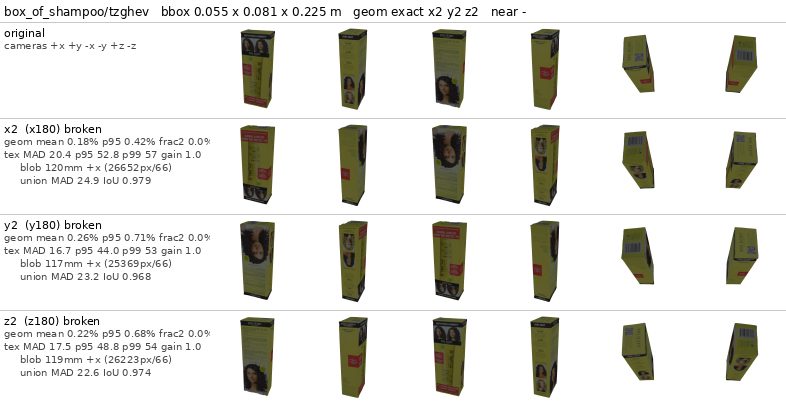 box_of_shampoo/tzghev bbox 0.055 x 0.081 x 0.225 m geom exact x2 y2 z2 near -
original
cameras +x +y -x -y +z -z
x2 (x180) broken
geom mean 0.18% p95 0.42% frac2 0.0%
tex MAD 20.4 p95 52.8 p99 57 gain 1.0
blob 120mm +x (26652px/66)
union MAD 24.9 IoU 0.979
y2 (y180) broken
geom mean 0.26% p95 0.71% frac2 0.0%
tex MAD 16.7 p95 44.0 p99 53 gain 1.0
blob 117mm +x (25369px/66)
union MAD 23.2 IoU 0.968
z2 (z180) broken
geom mean 0.22% p95 0.68% frac2 0.0%
tex MAD 17.5 p95 48.8 p99 54 gain 1.0
blob 119mm +x (26223px/66)
union MAD 22.6 IoU 0.974